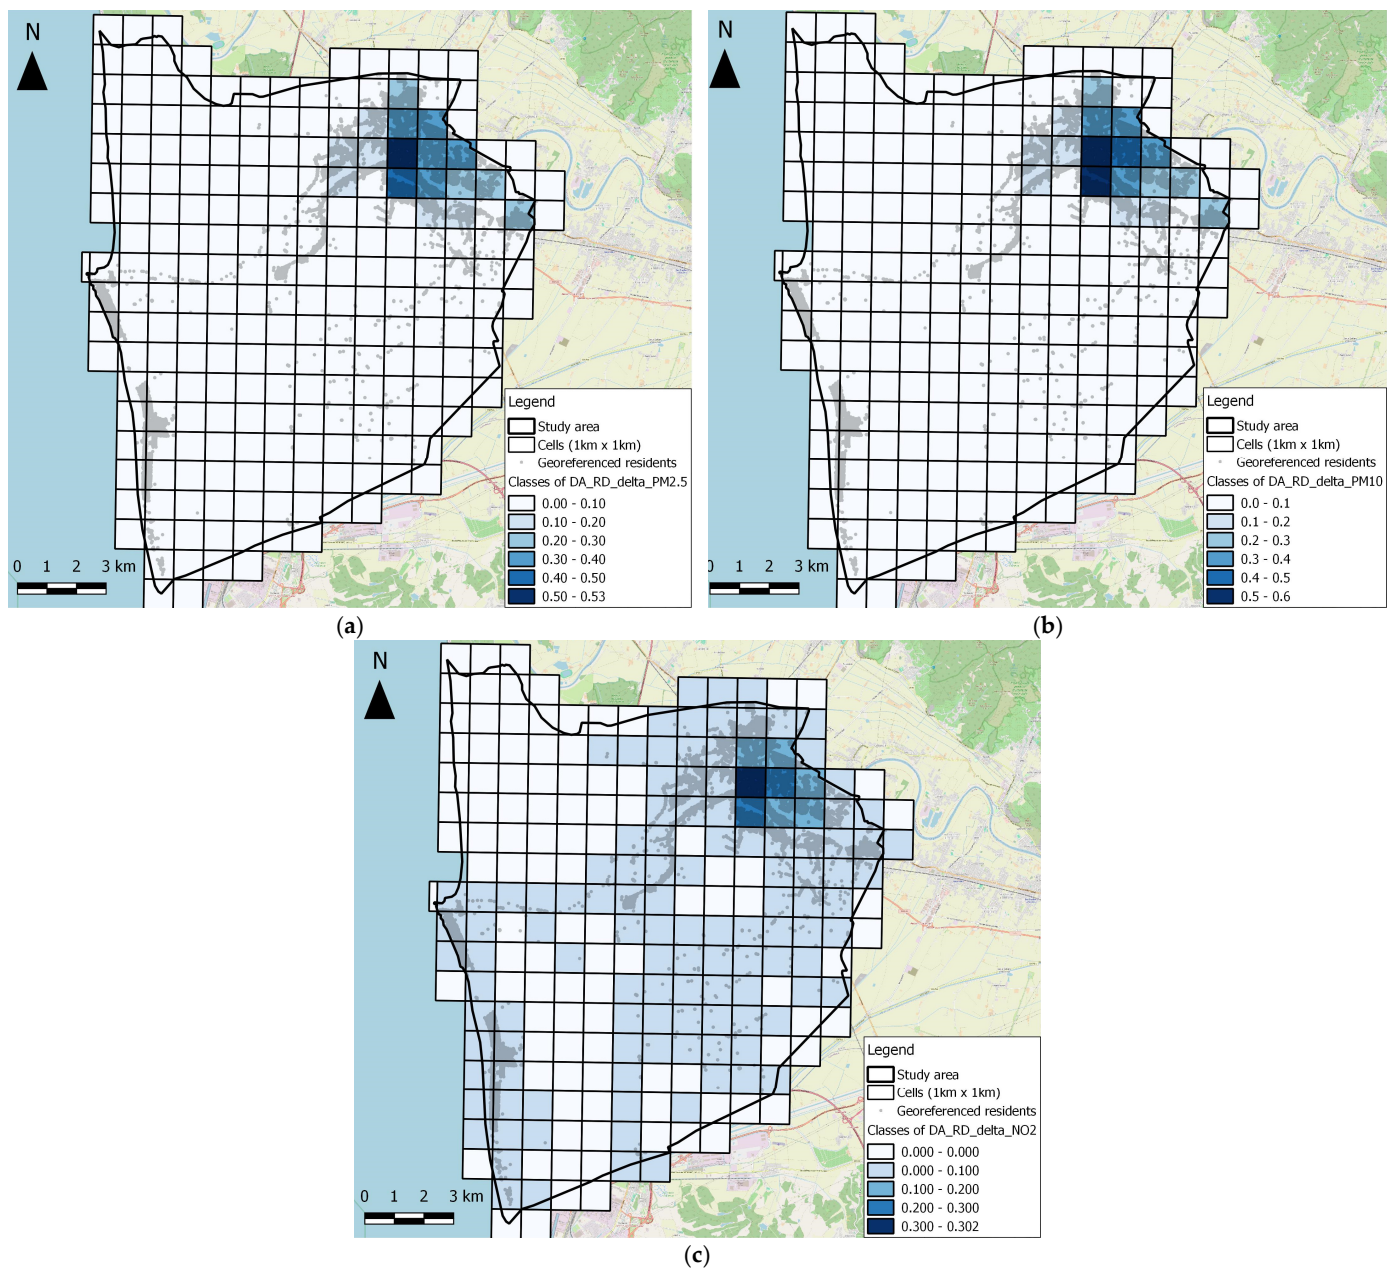 N
Legend
Study area
Cells (1km x 1km)
Georeferenced residents
Classes of DA_RD_delta_PM2.5
0.00 - 0.10
0.10 - 0.20
0.20 - 0.30
0.30 - 0.40
0.40 - 0.50
0.50 - 0.53
0 1 2 3 km
(a)
N
Legend
Study area
Cells (1km x 1km)
Georeferenced residents
Classes of DA_RD_delta_PM10
0.0 - 0.1
0.1 - 0.2
0.2 - 0.3
0.3 - 0.4
0.4 - 0.5
0.5 - 0.6
0 1 2 3 km
(b)
N
Legend
Study area
Cells (1km x 1km)
Georeferenced residents
Classes of DA_RD_delta_NO2
0.000 - 0.000
0.000 - 0.100
0.100 - 0.200
0.200 - 0.300
0.300 - 0.302
0 1 2 3 km
(c)